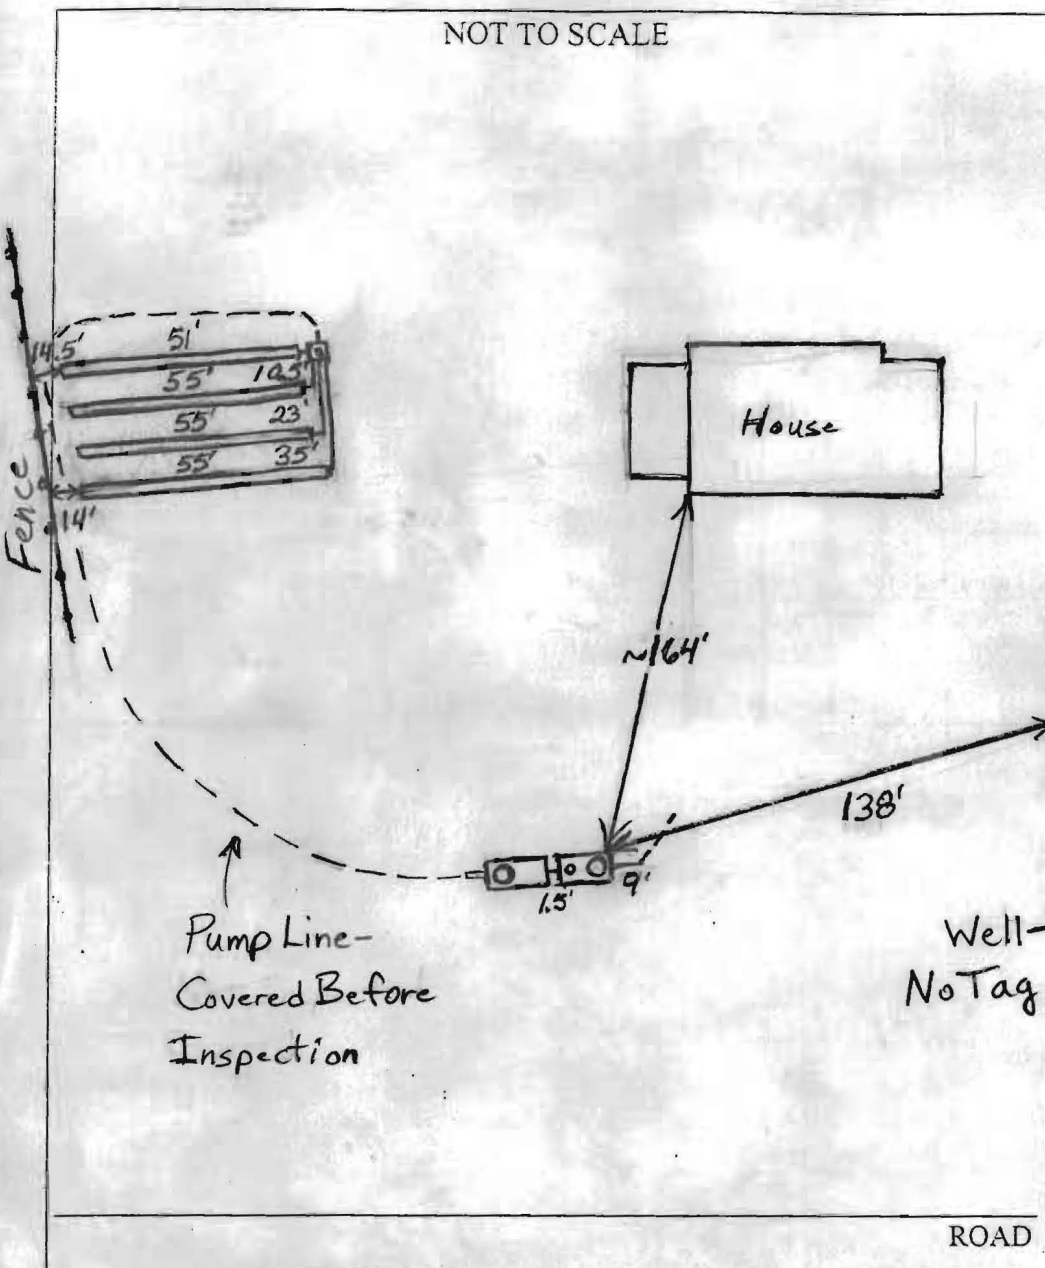 NOT TO SCALE
14.5'
51'
55'
10.5'
55'
23'
55'
35'
Fence
14'
House
~164'
138'
1.5'
9'
Pump Line-
Covered Before
Inspection
Well-
No Tag
ROAD